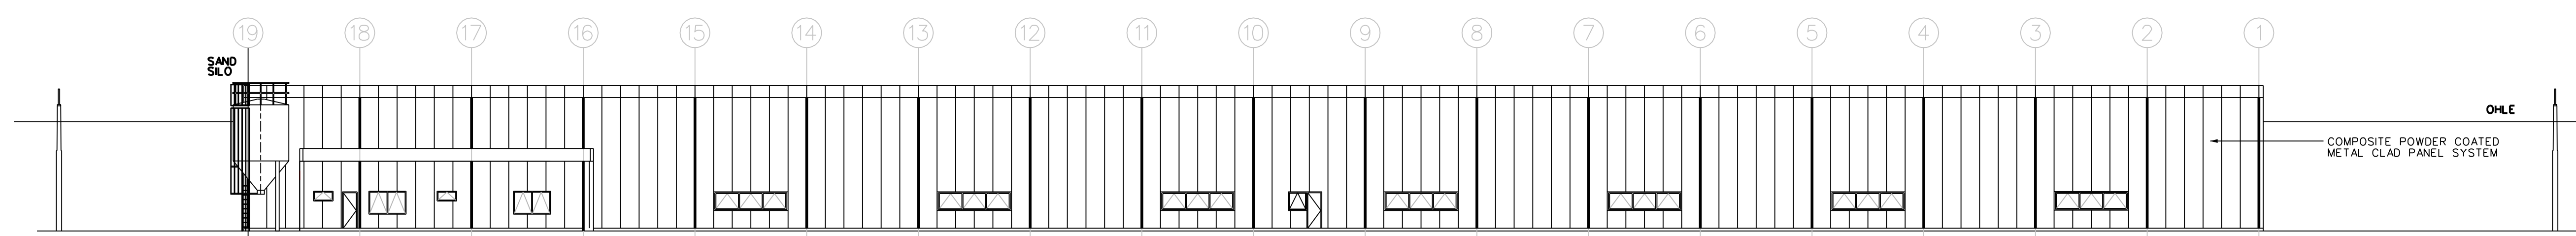 19 18 17 16 15 14 13 12 11 10 9 8 7 6 5 4 3 2 1
SAND
SILO
OHLE
COMPOSITE POWDER COATED
METAL CLAD PANEL SYSTEM